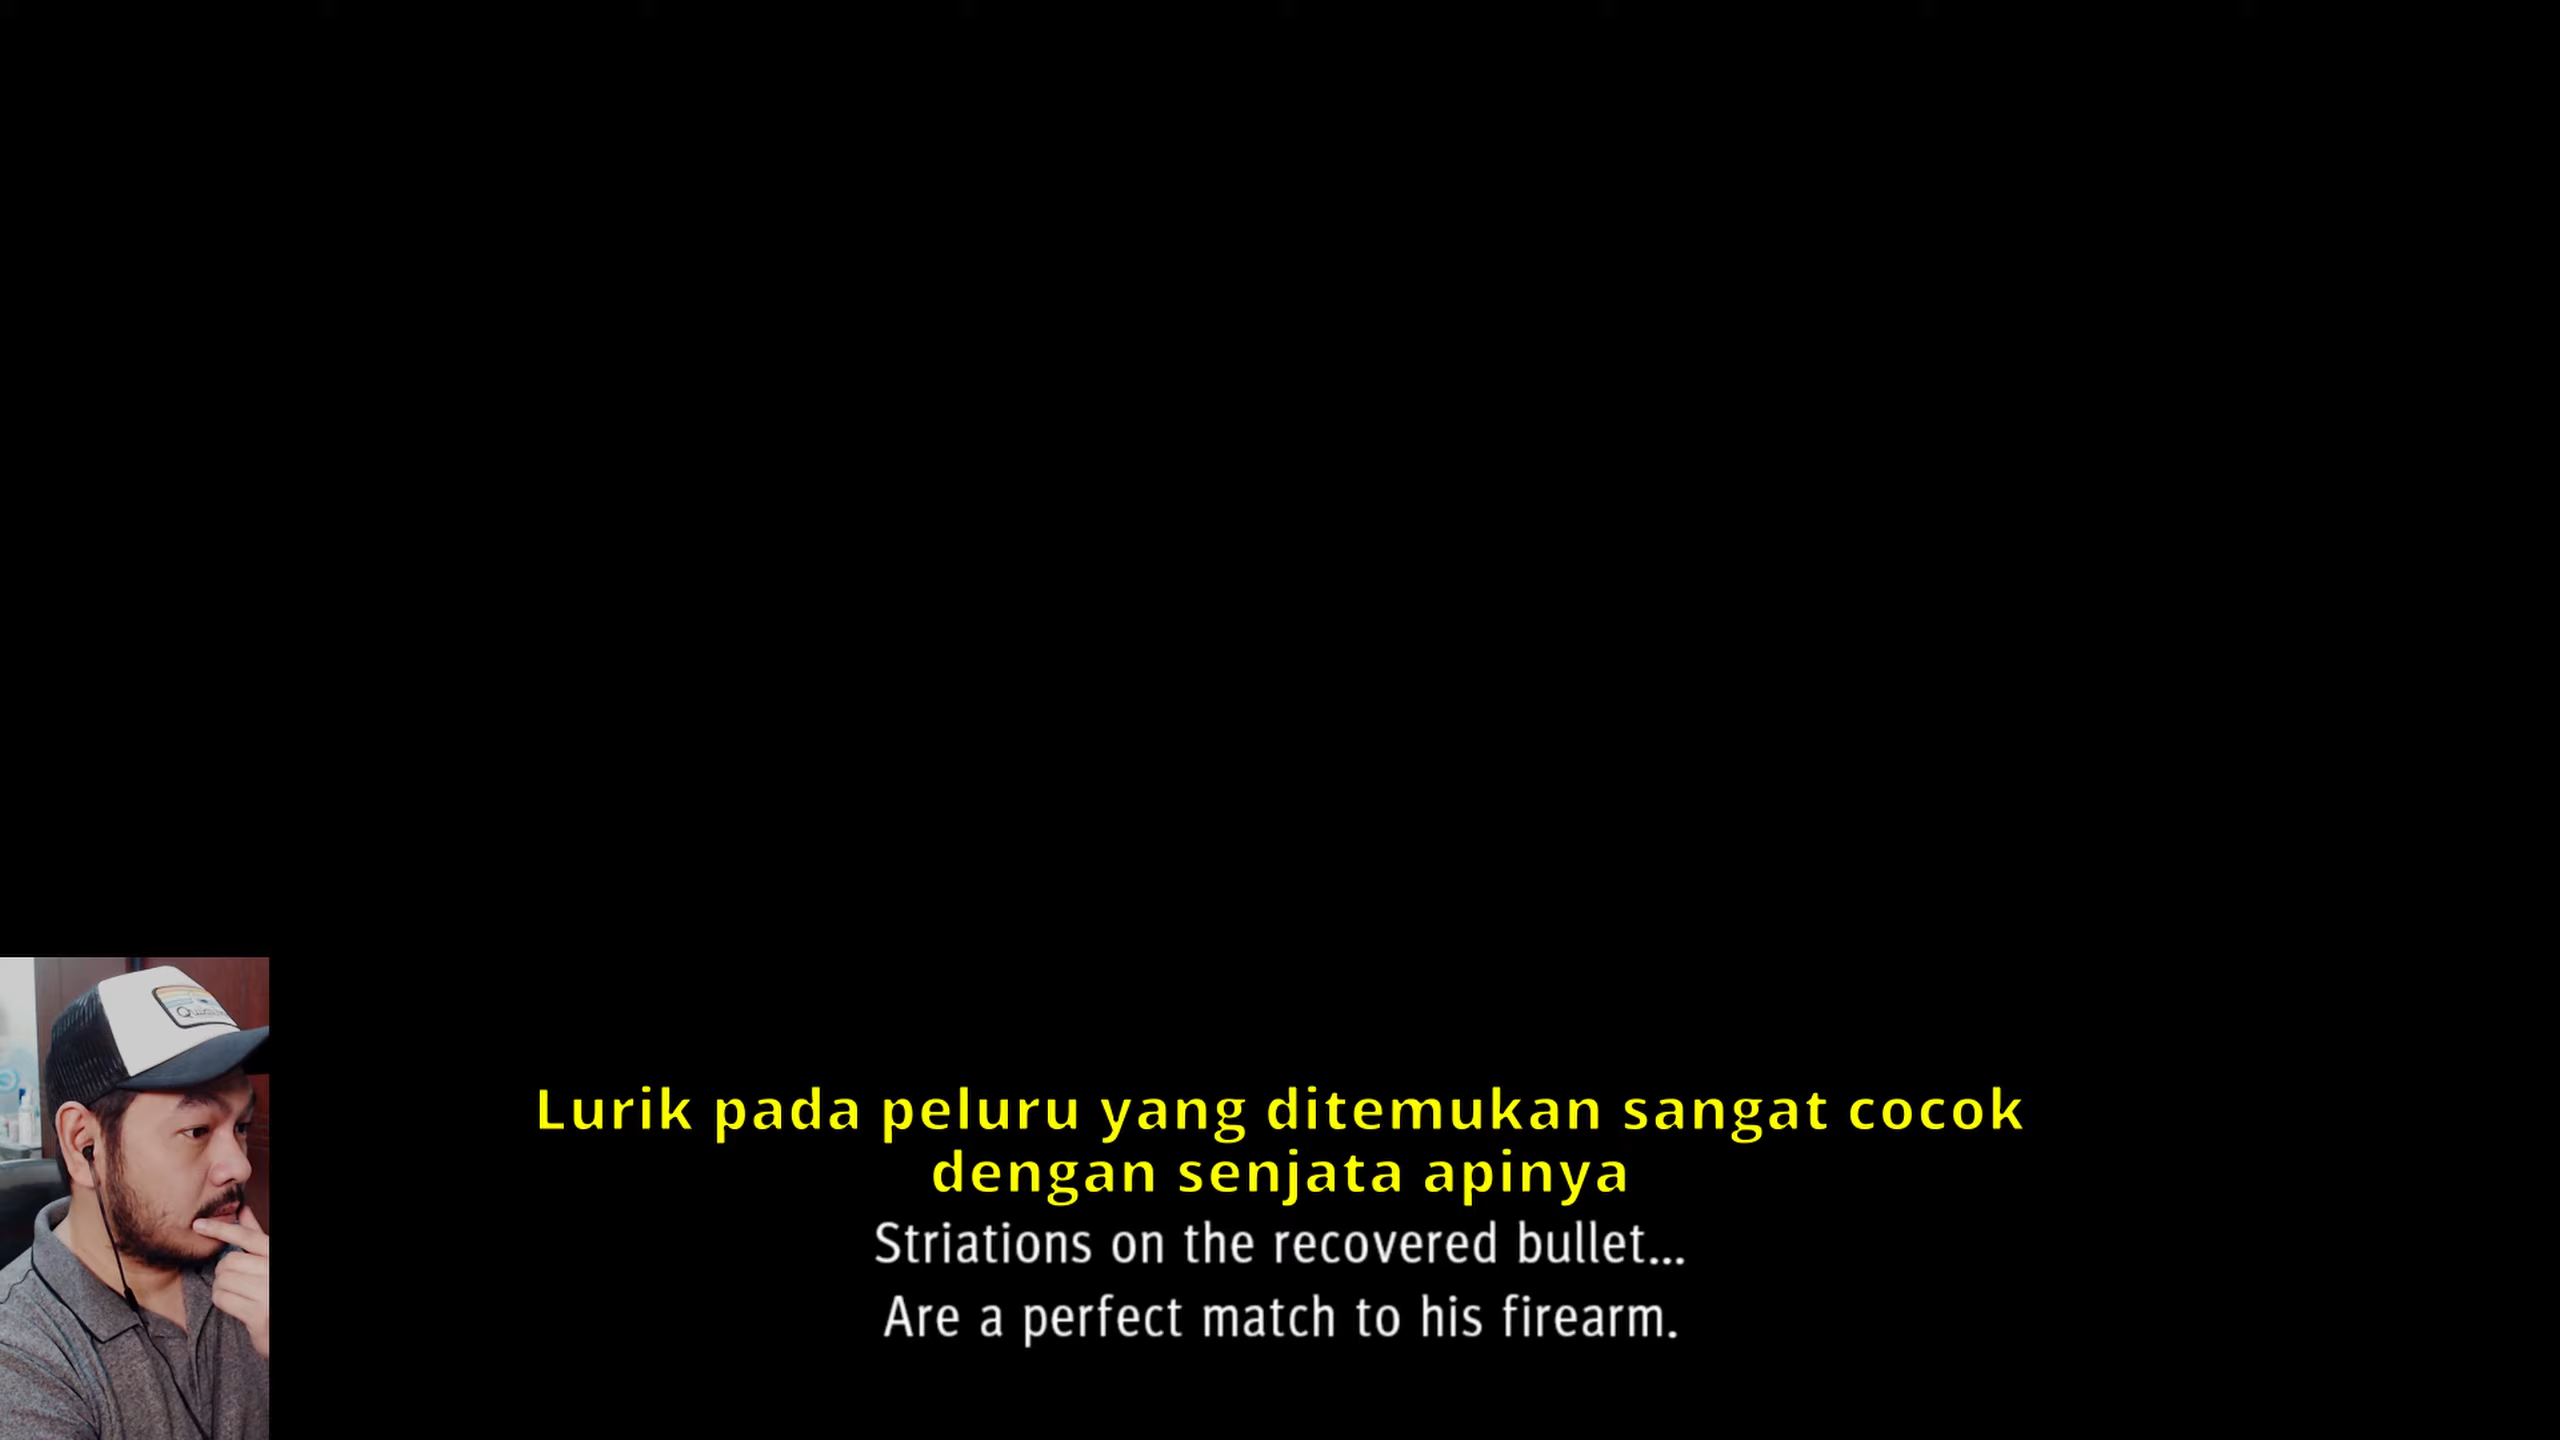 Lurik pada peluru yang ditemukan sangat cocok
dengan senjata apinya
Striations on the recovered bullet...
Are a perfect match to his firearm.